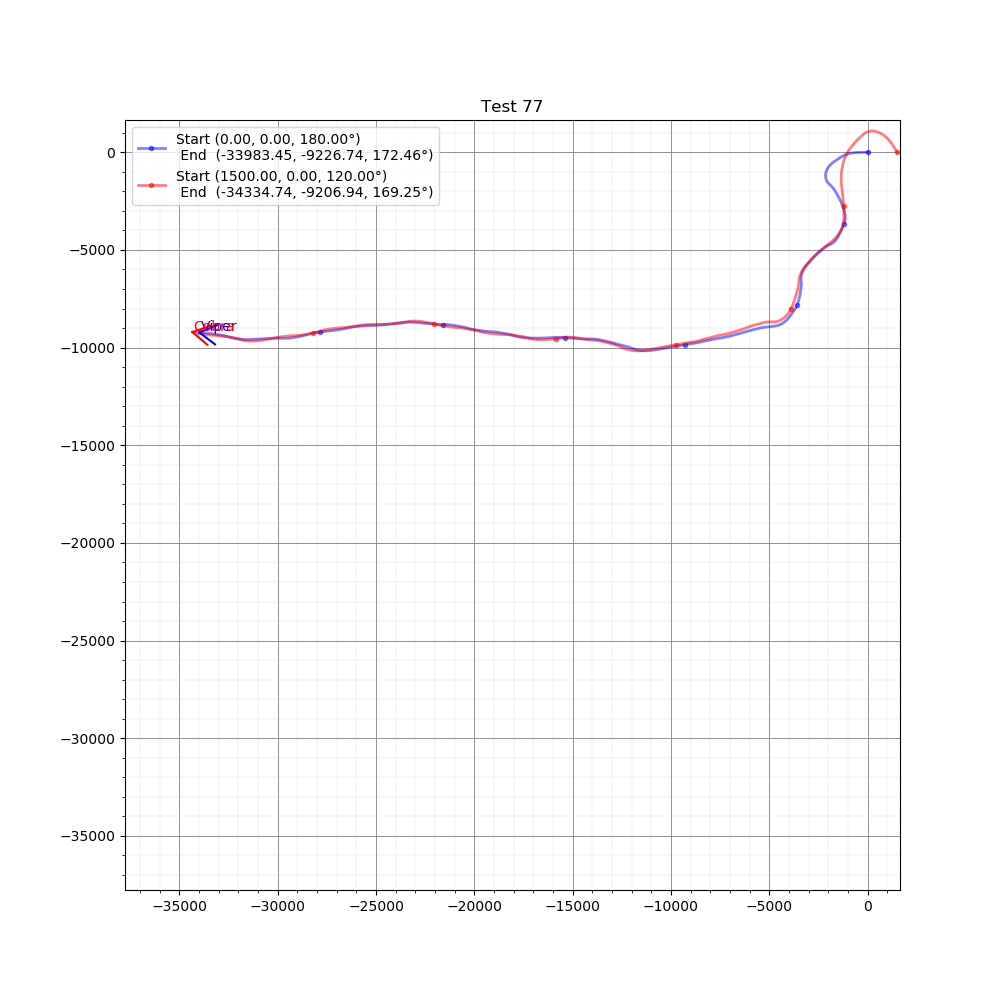 Test 77
Start (0.00, 0.00, 180.00°)
End (-33983.45, -9226.74, 172.46°)
Start (1500.00, 0.00, 120.00°)
End (-34334.74, -9206.94, 169.25°)
0
−5000
−10000
−15000
−20000
−25000
−30000
−35000
−35000 −30000 −25000 −20000 −15000 −10000 −5000 0